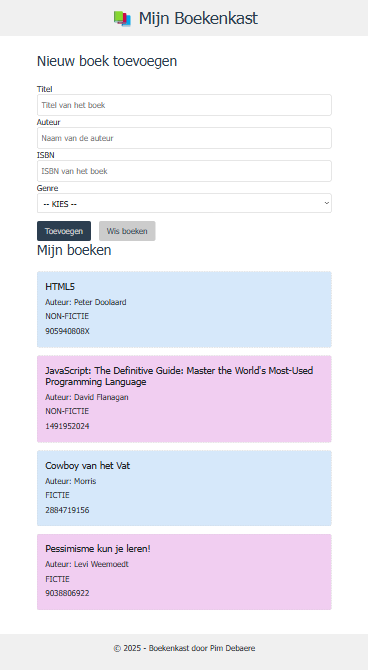 Mijn Boekenkast
Nieuw boek toevoegen
Titel
Titel van het boek
Auteur
Naam van de auteur
ISBN
ISBN van het boek
Genre
-- KIES --
Toevoegen Wis boeken
Mijn boeken
HTML5
Auteur: Peter Doolaard
NON-FICTIE
905940808X
JavaScript: The Definitive Guide: Master the World's Most-Used
Programming Language
Auteur: David Flanagan
NON-FICTIE
1491952024
Cowboy van het Vat
Auteur: Morris
FICTIE
2884719156
Pessimisme kun je leren!
Auteur: Levi Weemoedt
FICTIE
9038806922
© 2025 - Boekenkast door Pim Debaere